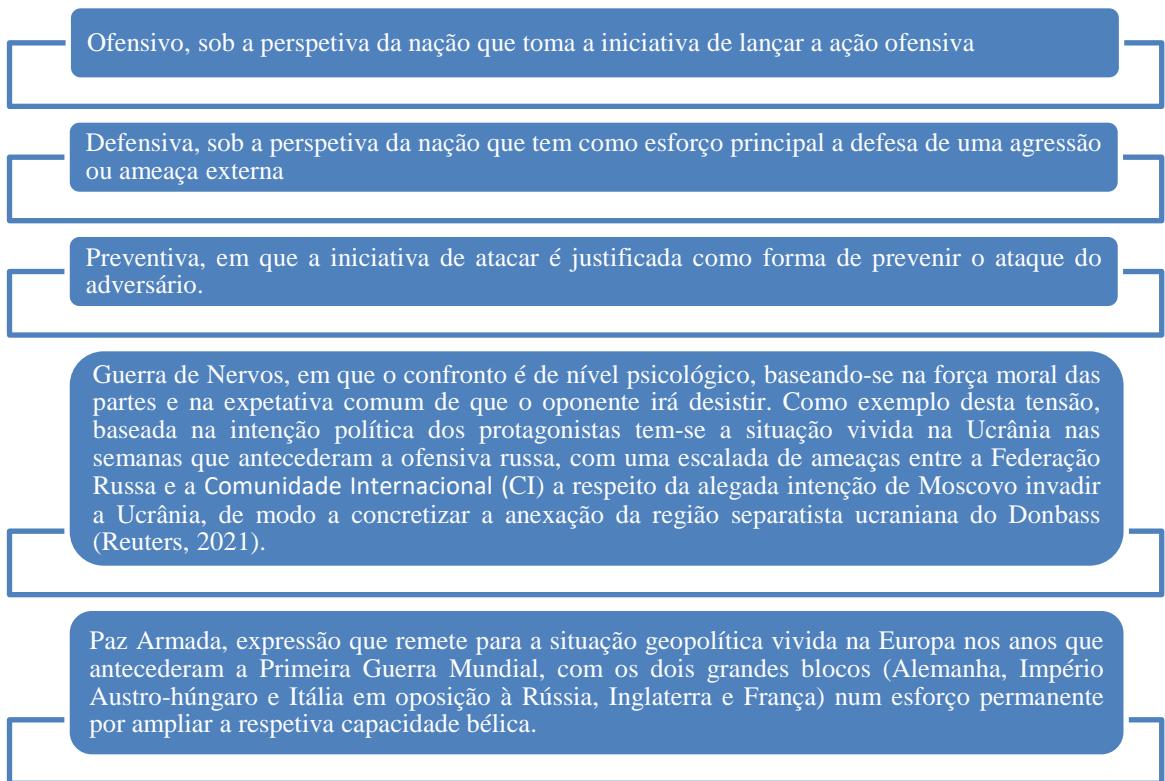 Ofensivo, sob a perspetiva da nação que toma a iniciativa de lançar a ação ofensiva
Defensiva, sob a perspetiva da nação que tem como esforço principal a defesa de uma agressão
ou ameaça externa
Preventiva, em que a iniciativa de atacar é justificada como forma de prevenir o ataque do
adversário.
Guerra de Nervos, em que o confronto é de nível psicológico, baseando-se na força moral das
partes e na expetativa comum de que o oponente irá desistir. Como exemplo desta tensão,
baseada na intenção política dos protagonistas tem-se a situação vivida na Ucrânia nas
semanas que antecederam a ofensiva russa, com uma escalada de ameaças entre a Federação
Russa e a Comunidade Internacional (CI) a respeito da alegada intenção de Moscovo invadir
a Ucrânia, de modo a concretizar a anexação da região separatista ucraniana do Donbass
(Reuters, 2021).
Paz Armada, expressão que remete para a situação geopolítica vivida na Europa nos anos que
antecederam a Primeira Guerra Mundial, com os dois grandes blocos (Alemanha, Império
Austro-húngaro e Itália em oposição à Rússia, Inglaterra e França) num esforço permanente
por ampliar a respetiva capacidade bélica.